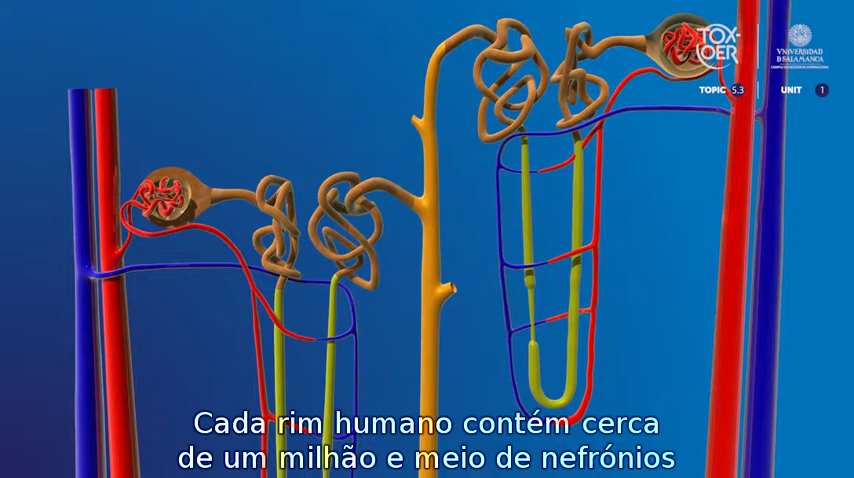 TOX-
OER
VNIVERSIDAD
D SALAMANCA
TOPIC 5.3
UNIT 1
Cada rim humano contém cerca
de um milhão e meio de nefrónios